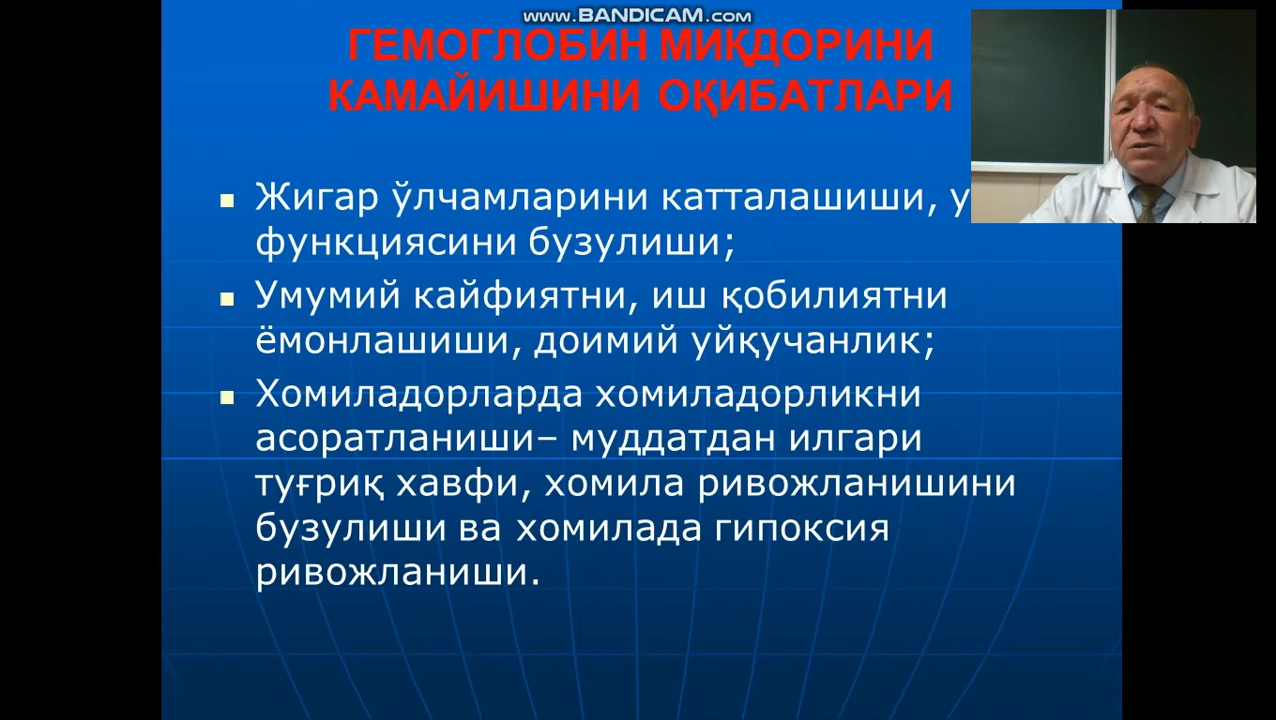 www.BANDICAM.com
ГЕМОГЛОБИН МИҚДОРИНИ
КАМАЙИШИНИ ОҚИБАТЛАРИ
Жигар ўлчамларини катталашиши, у
функциясини бузулиши;
Умумий кайфиятни, иш қобилиятни
ёмонлашиши, доимий уйқучанлик;
Хомиладорларда хомиладорликни
асоратланиши– муддатдан илгари
туғриқ хавфи, хомила ривожланишини
бузулиши ва хомилада гипоксия
ривожланиши.